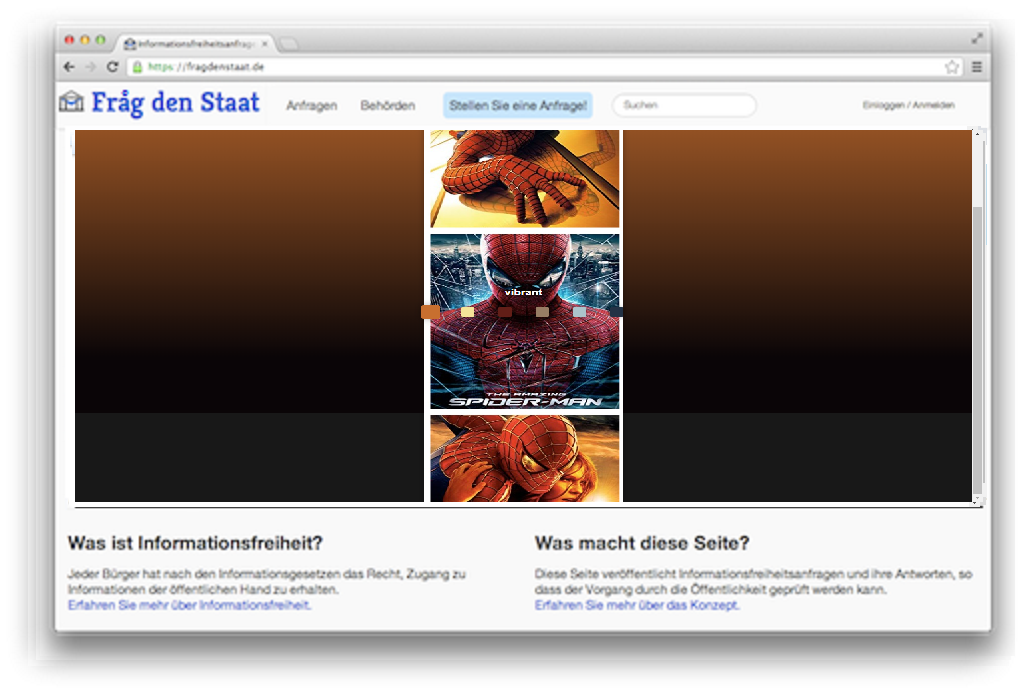 Informationsfreiheitsanfrag
https://fragdenstaat.de
Fråg den Staat
Anfragen
Behörden
Stellen Sie eine Anfrage!
Suchen
Einloggen / Anmelden
vibrant
THE AMAZING
SPIDER-MAN
Was ist Informationsfreiheit?
Jeder Bürger hat nach den Informationsgesetzen das Recht, Zugang zu
Informationen der öffentlichen Hand zu erhalten.
Erfahren Sie mehr über Informationsfreiheit.
Was macht diese Seite?
Diese Seite veröffentlicht Informationsfreiheitsanfragen und ihre Antworten, so
dass der Vorgang durch die Öffentlichkeit geprüft werden kann.
Erfahren Sie mehr über das Konzept.